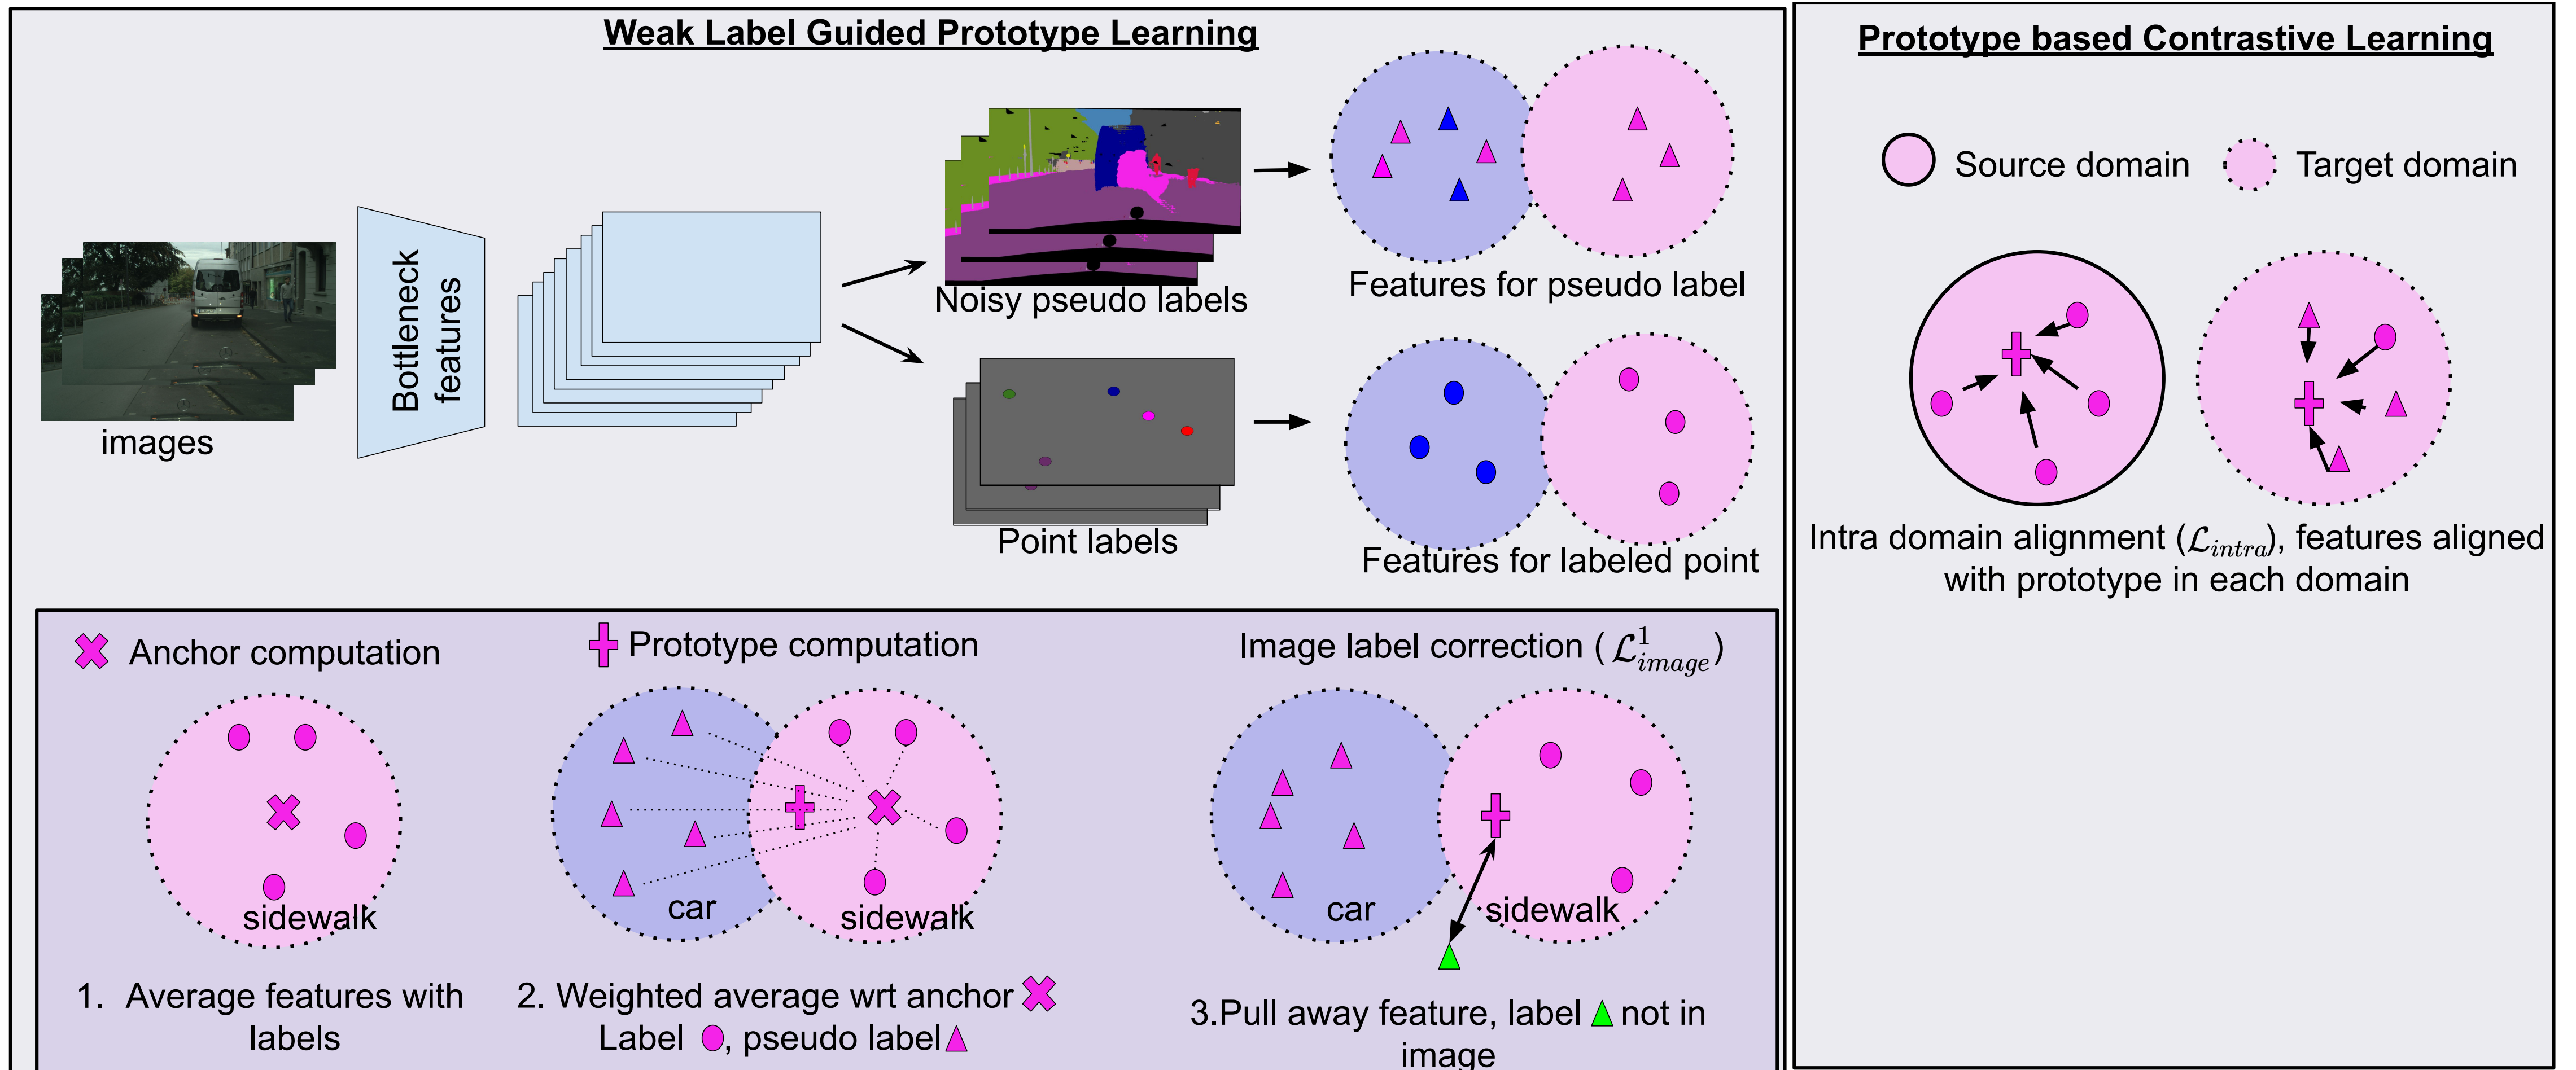 Weak Label Guided Prototype Learning
images
Bottleneck
features
Noisy pseudo labels
Features for pseudo label
Point labels
Features for labeled point
Anchor computation
sidewalk
1. Average features with
labels
Prototype computation
car
sidewalk
2. Weighted average wrt anchor
Label , pseudo label
Image label correction ( ℒ¹_image )
car
sidewalk
3.Pull away feature, label not in
image
Prototype based Contrastive Learning
Source domain
Target domain
Intra domain alignment (ℒ_intra), features aligned
with prototype in each domain